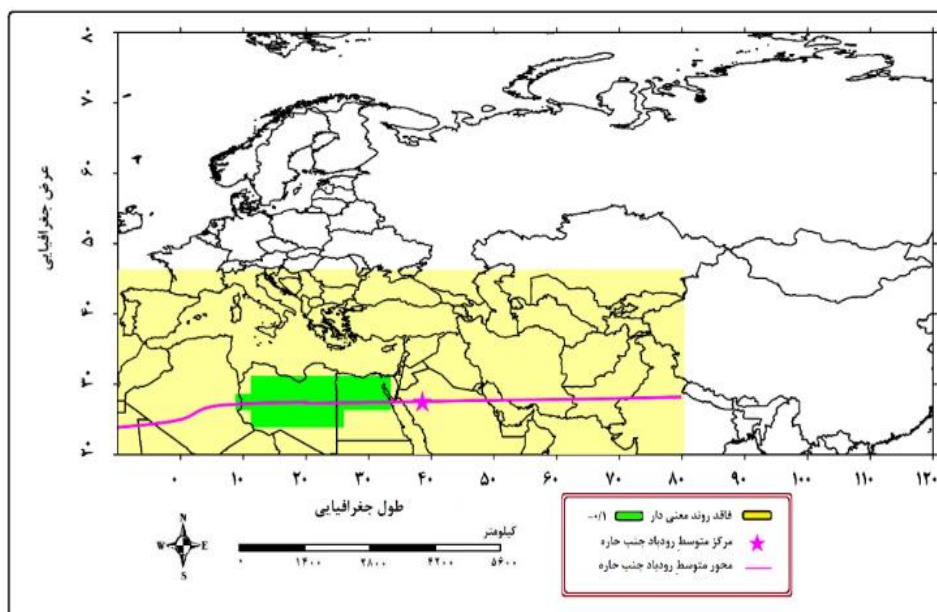 ۸۰
۷۰
۶۰
۵۰
۴۰
۳۰
۲۰
عرض جغرافیایی
۰ ۱۰ ۲۰ ۳۰ ۴۰ ۵۰ ۶۰ ۷۰ ۸۰ ۹۰ ۱۰۰ ۱۱۰ ۱۲۰
طول جغرافیایی
N
W E
S
کیلومتر
۰ ۱۴۰۰ ۲۸۰۰ ۴۲۰۰ ۵۶۰۰
فاقد روند معنی دار -۰/۱
مرکز متوسط رودباد جنب حاره
محور متوسط رودباد جنب حاره